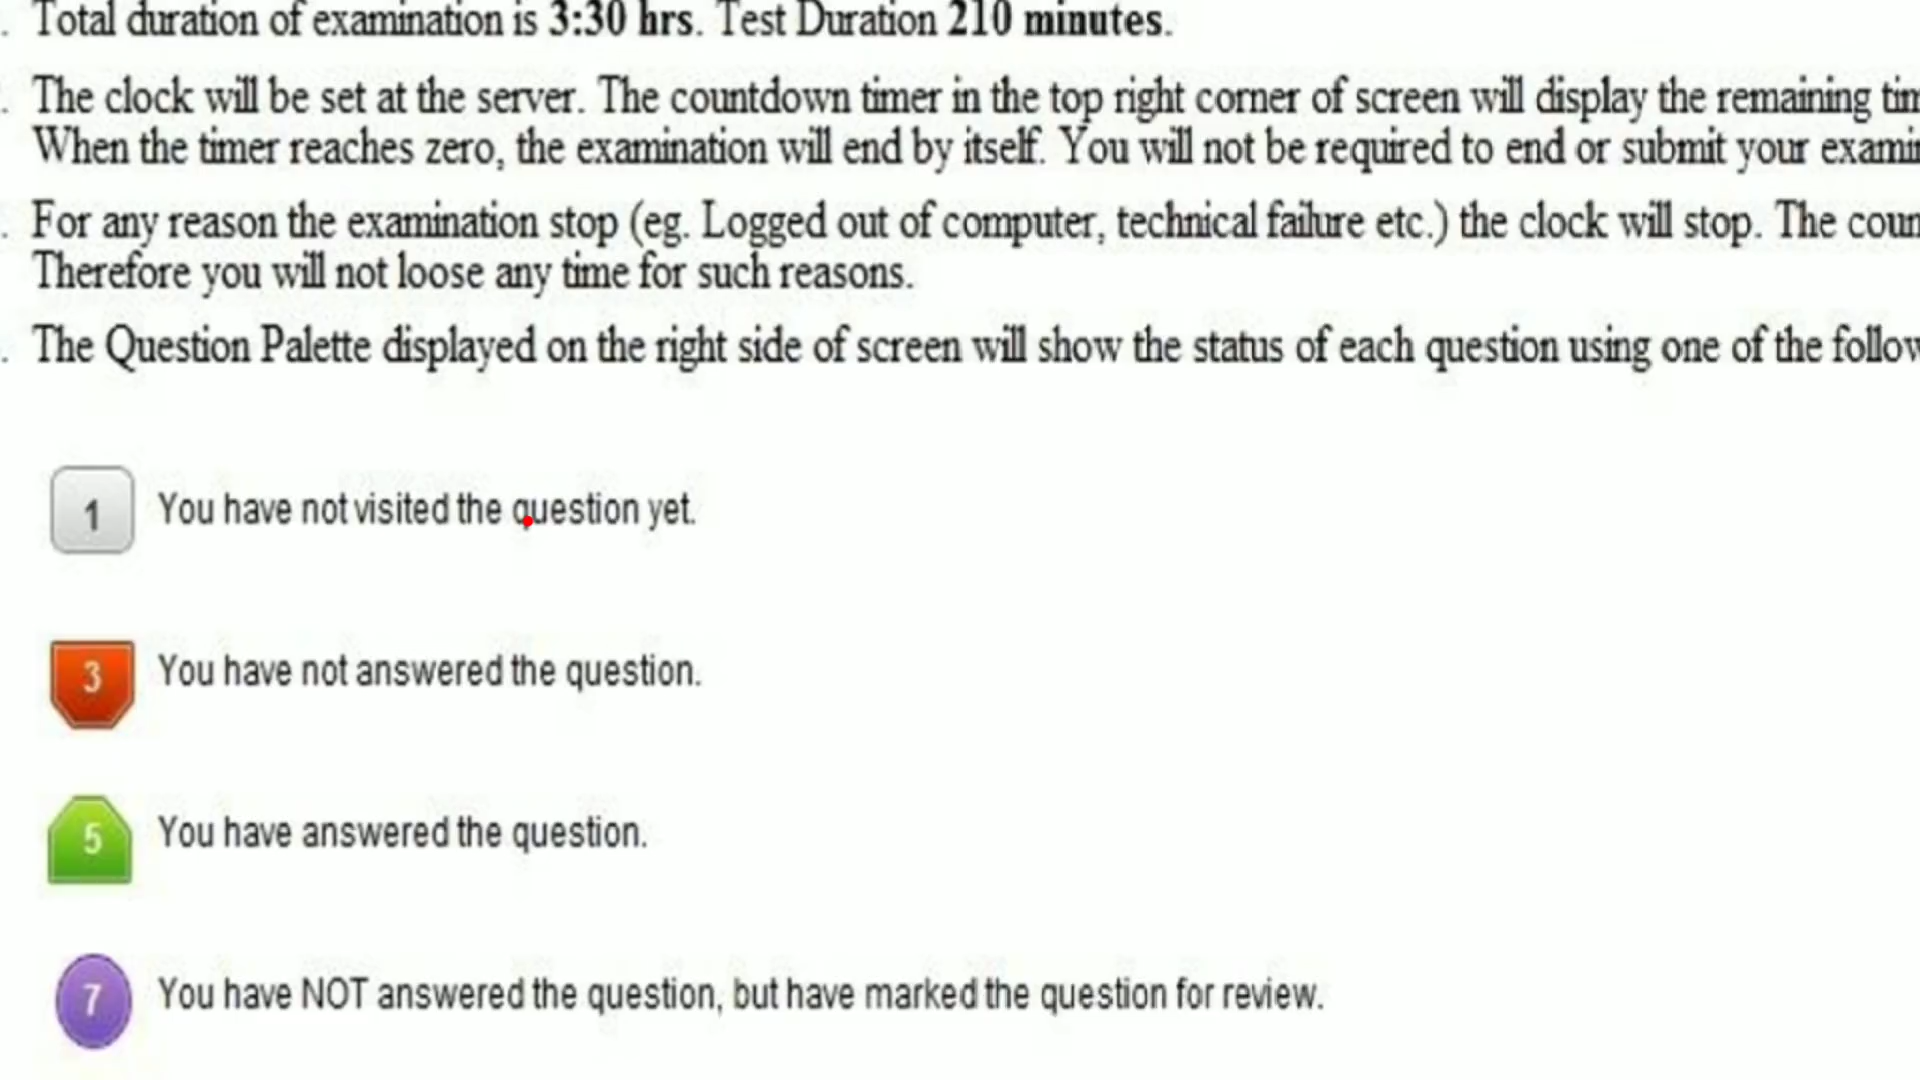 . Total duration of examination is 3:30 hrs. Test Duration 210 minutes.
. The clock will be set at the server. The countdown timer in the top right corner of screen will display the remaining
When the timer reaches zero, the examination will end by itself. You will not be required to end or submit your
. For any reason the examination stop (eg. Logged out of computer, technical failure etc.) the clock will stop. The
Therefore you will not loose any time for such reasons.
. The Question Palette displayed on the right side of screen will show the status of each question using one of the
1 You have not visited the question yet.
3 You have not answered the question.
5 You have answered the question.
7 You have NOT answered the question, but have marked the question for review.